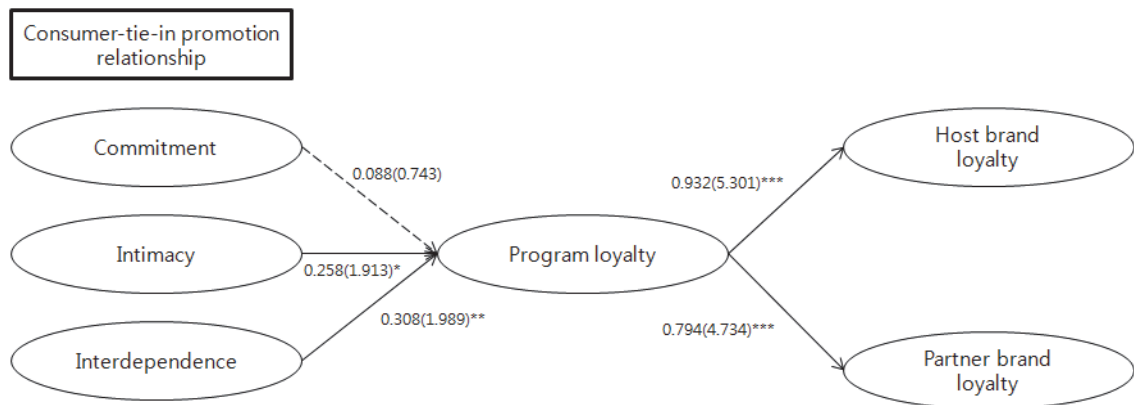 Consumer-tie-in promotion
relationship
Commitment
0.088(0.743)
Intimacy
0.258(1.913)*
Interdependence
0.308(1.989)**
Program loyalty
0.932(5.301)***
Host brand
loyalty
0.794(4.734)***
Partner brand
loyalty